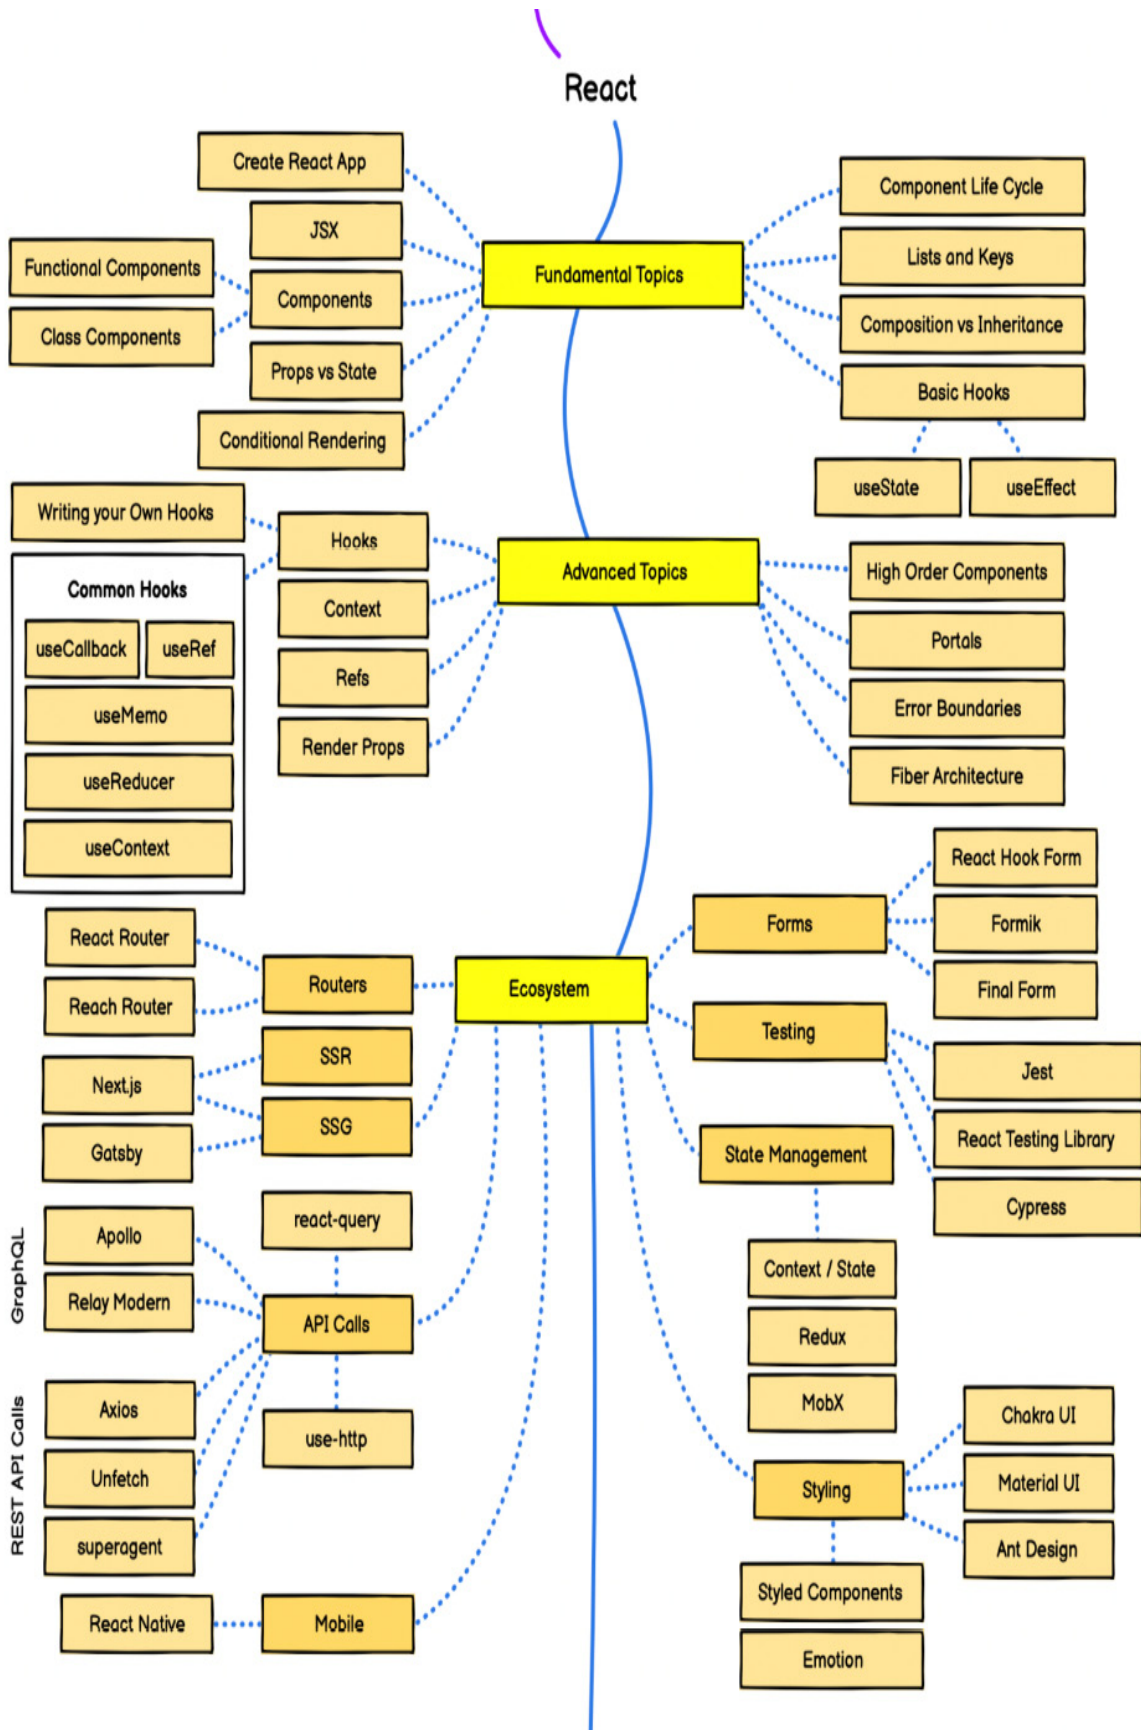 React
Create React App
JSX
Functional Components
Components
Class Components
Props vs State
Conditional Rendering
Fundamental Topics
Component Life Cycle
Lists and Keys
Composition vs Inheritance
Basic Hooks
useState
useEffect
Writing your Own Hooks
Hooks
Common Hooks
useCallback
useRef
useMemo
useReducer
useContext
Context
Refs
Render Props
Advanced Topics
High Order Components
Portals
Error Boundaries
Fiber Architecture
React Router
Reach Router
Routers
Ecosystem
SSR
Next.js
SSG
Gatsby
GraphQL
Apollo
Relay Modern
react-query
API Calls
use-http
REST API Calls
Axios
Unfetch
superagent
React Native
Mobile
Forms
React Hook Form
Formik
Final Form
Testing
Jest
React Testing Library
Cypress
State Management
Context / State
Redux
MobX
Styling
Chakra UI
Material UI
Ant Design
Styled Components
Emotion